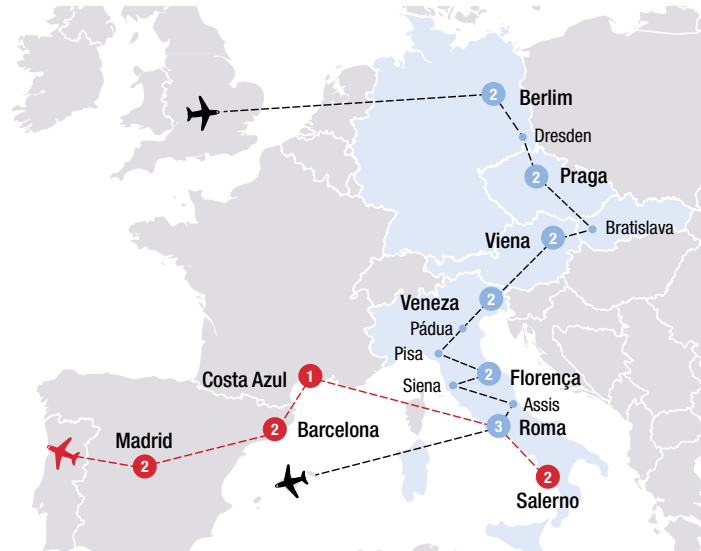 2 Berlim
Dresden
2 Praga
Bratislava
Viena 2
Veneza 2
Pádua
Pisa
Costa Azul 1
2 Florença
Siena
Assis
3 Roma
2 Barcelona
Madrid
2
2
Salerno